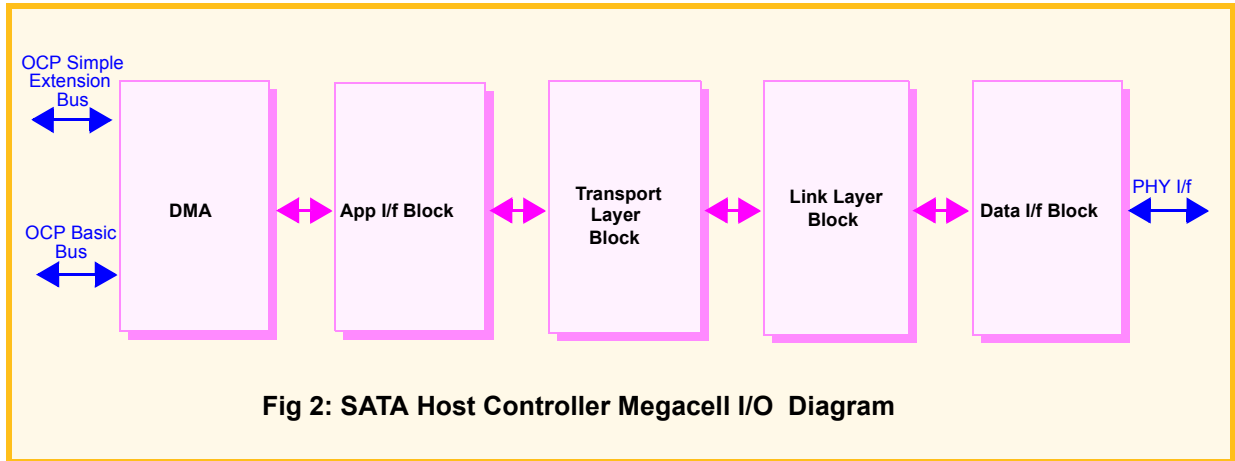 OCP Simple
Extension
Bus
OCP Basic
Bus
DMA
App I/f Block
Transport
Layer
Block
Link Layer
Block
Data I/f Block
PHY I/f
Fig 2: SATA Host Controller Megacell I/O Diagram